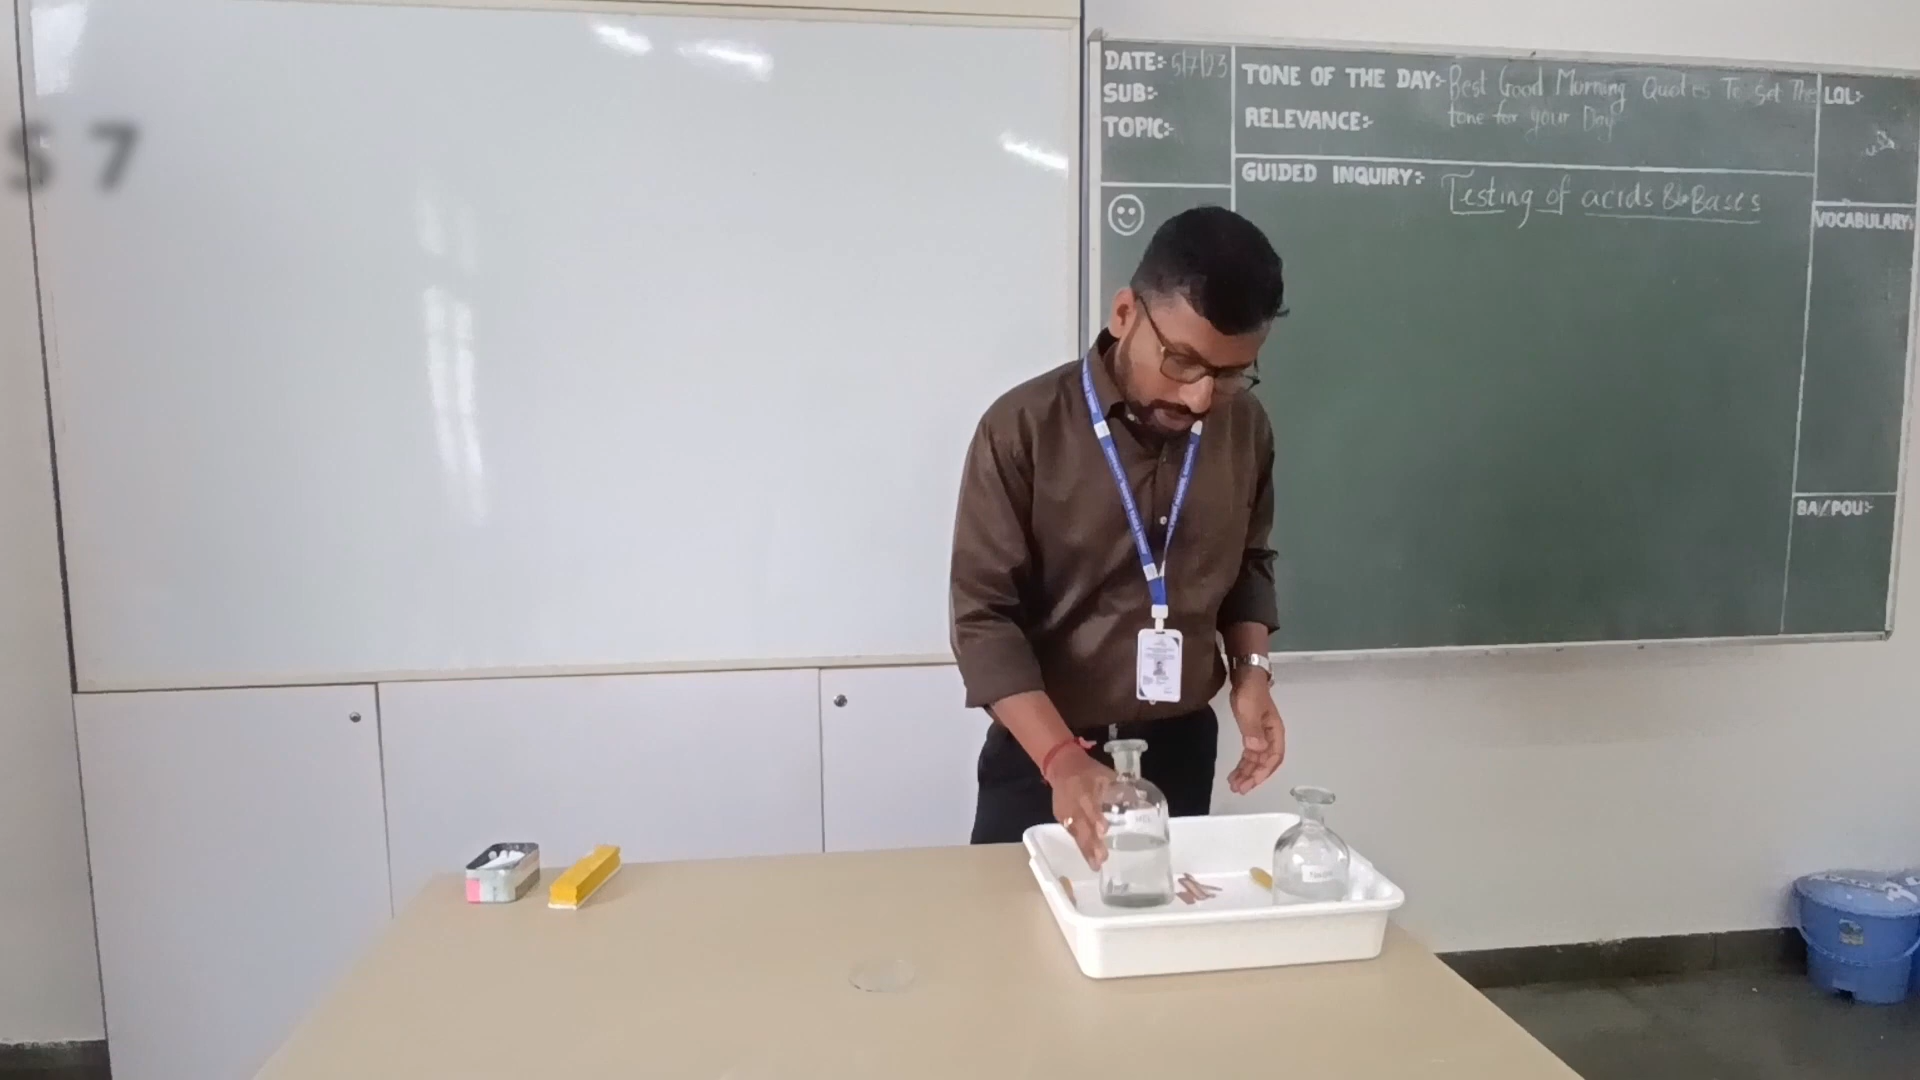 S 7
DATE:- 5/7/23
SUB:-
TOPIC:-
TONE OF THE DAY:- Best Good Morning Quotes To Set The
tone for your Day
RELEVANCE:-
GUIDED INQUIRY:- Testing of acids & Bases
LOL:-
VOCABULARY:-
BA/POU:-
HCL